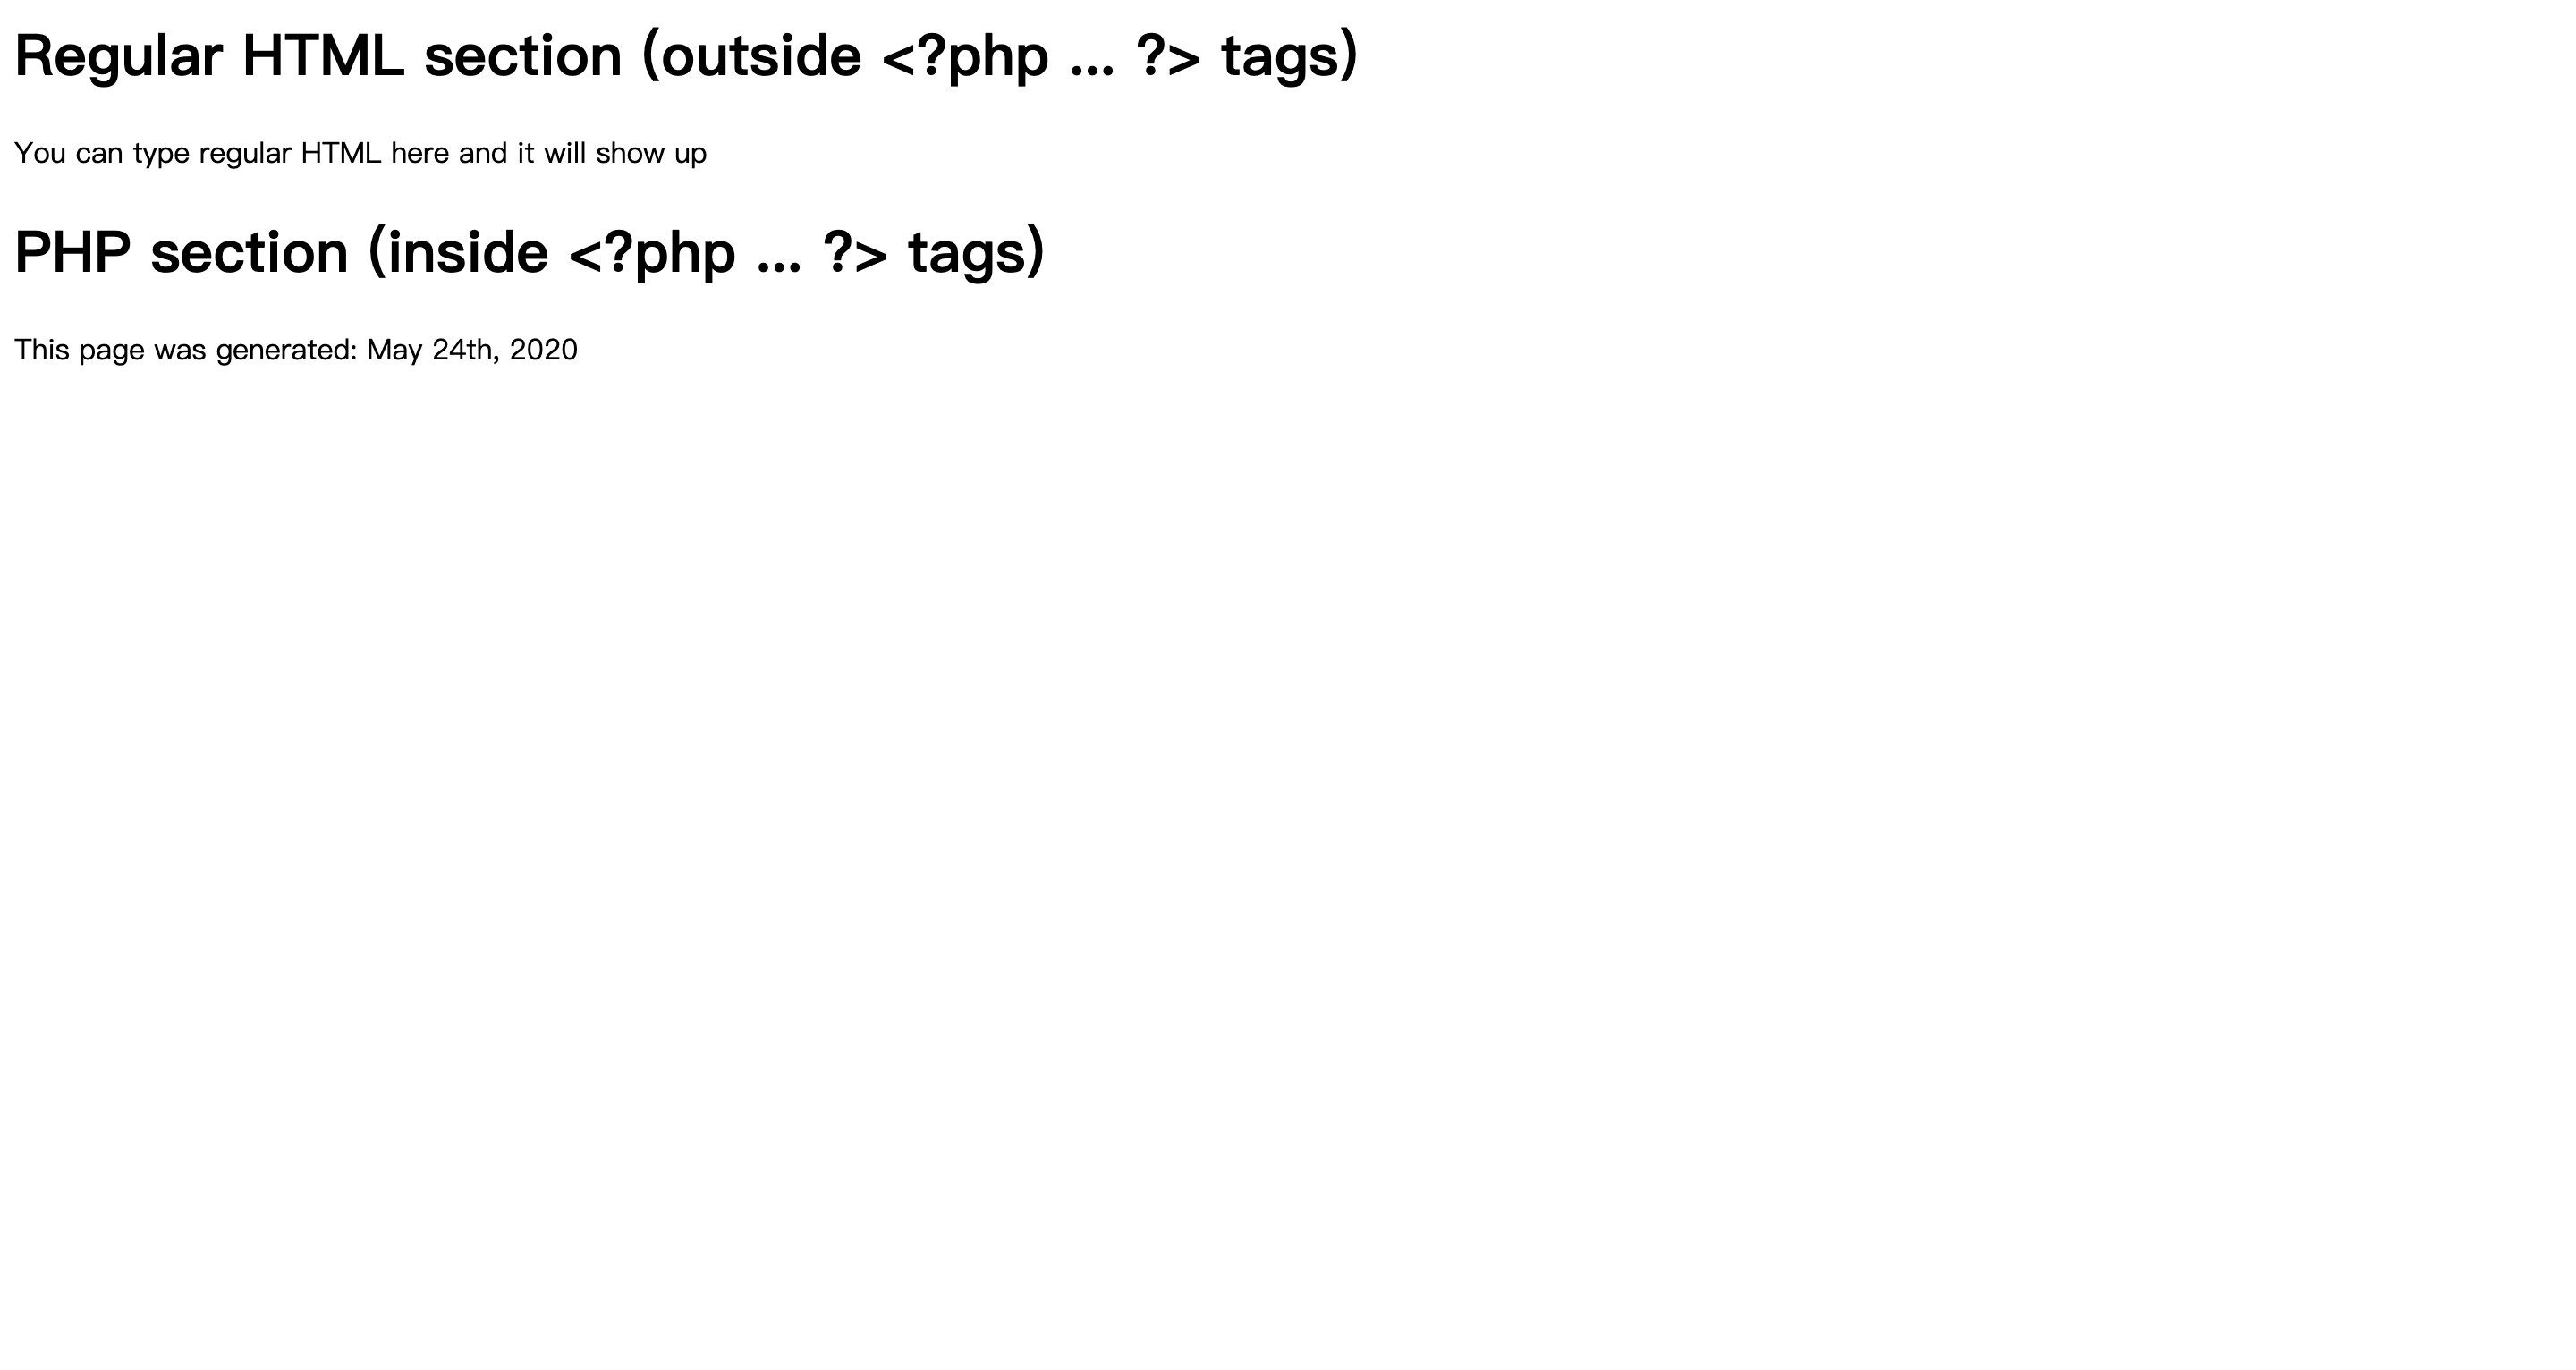 Regular HTML section (outside <?php ... ?> tags)
You can type regular HTML here and it will show up
PHP section (inside <?php ... ?> tags)
This page was generated: May 24th, 2020